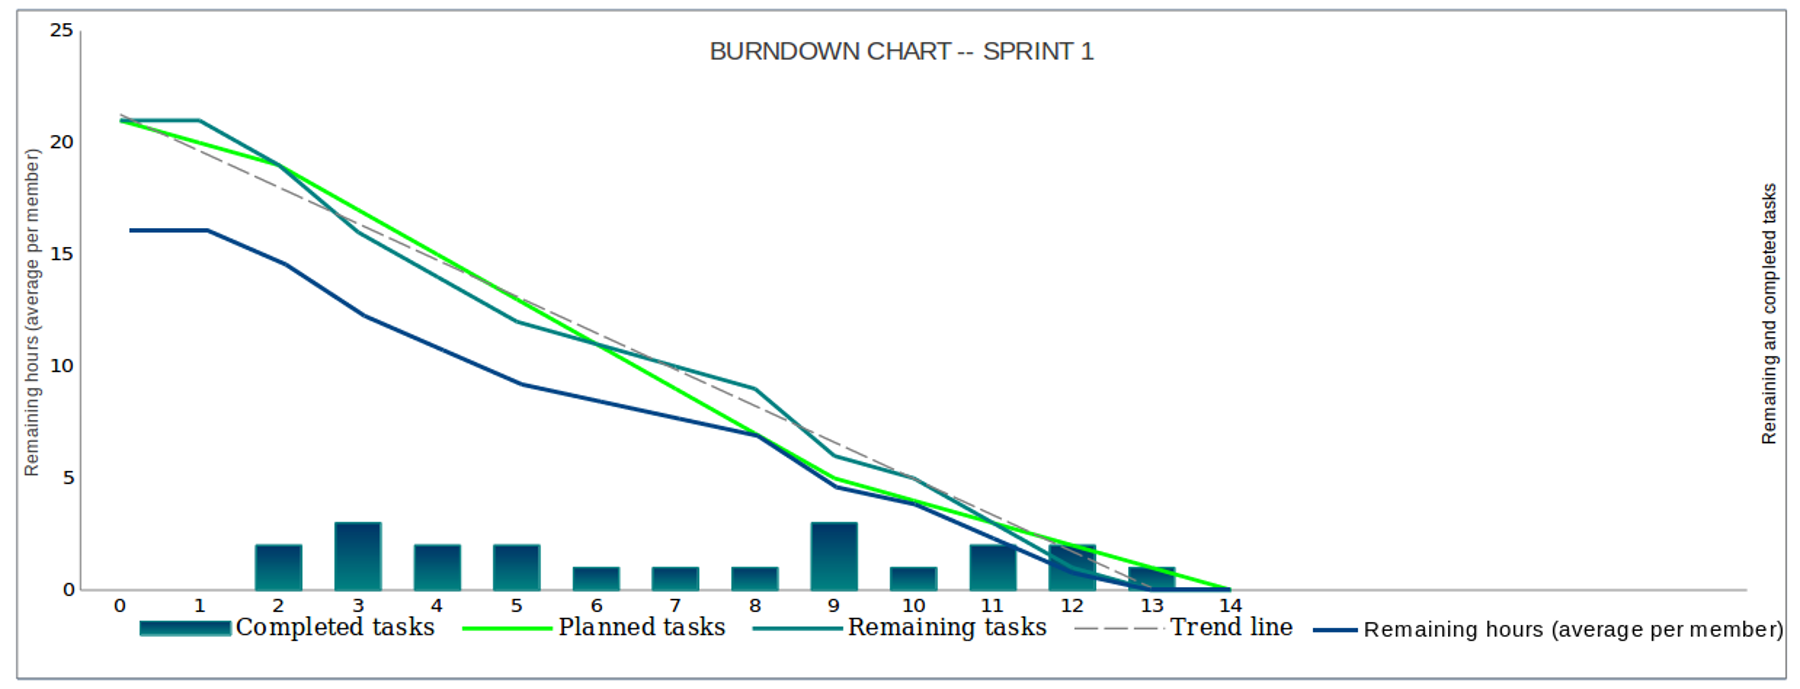 BURNDOWN CHART -- SPRINT 1
Remaining hours (average per member)
25
20
15
10
5
0
0 1 2 3 4 5 6 7 8 9 10 11 12 13 14
Remaining and completed tasks
Completed tasks Planned tasks Remaining tasks Trend line Remaining hours (average per member)